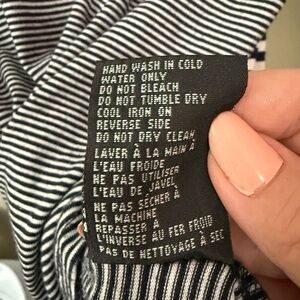 HAND WASH IN COLD
WATER ONLY
DO NOT BLEACH
DO NOT TUMBLE DRY
COOL IRON ON
REVERSE SIDE
DO NOT DRY CLEAN
LAVER À LA MAIN À
L'EAU FROIDE
NE PAS UTILISER
L'EAU DE JAVEL
NE PAS SÉCHER À
LA MACHINE
REPASSER À
L'INVERSE AU FER FROID
PAS DE NETTOYAGE À SEC